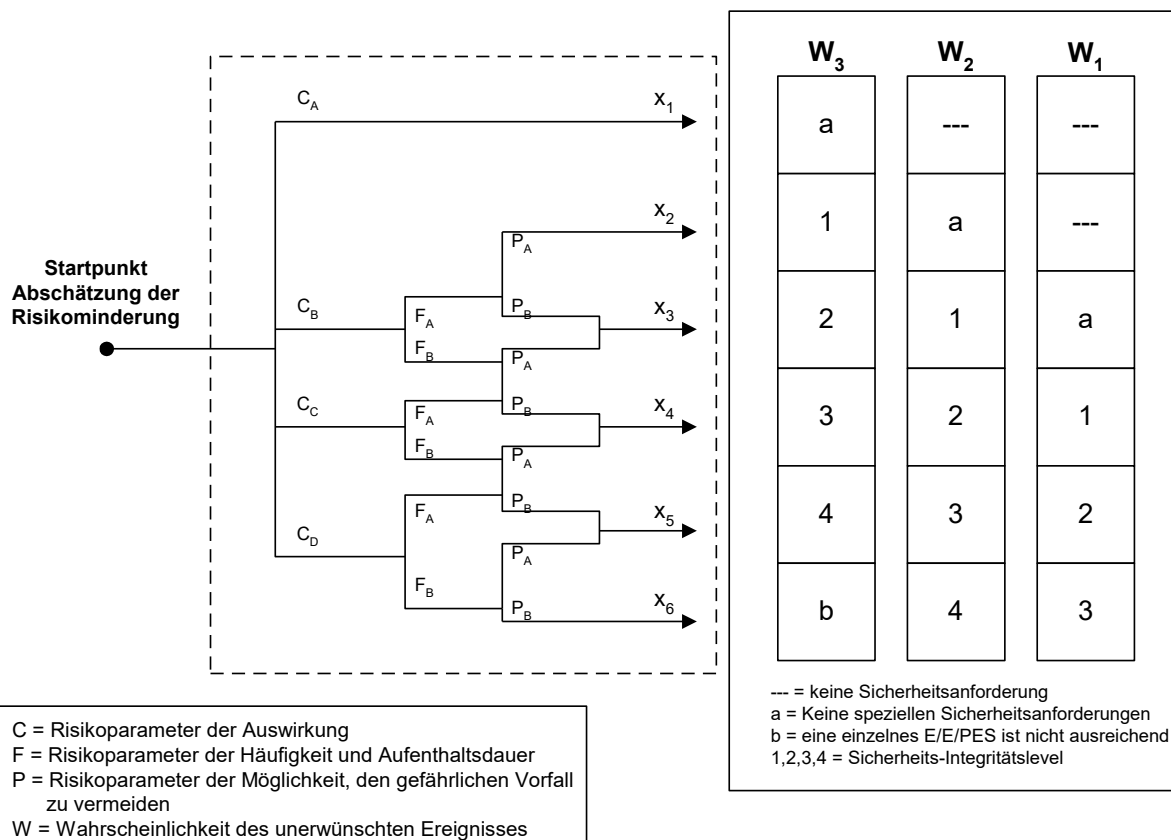 W3 W2 W1
CA X1
a --- ---
X2
PA
1 a ---
Startpunkt
Abschätzung der
Risikominderung
CB FA PB X3
FB PA
2 1 a
CC FA PB X4
FB PA
3 2 1
FA PB X5
CD PA
4 3 2
FB PB X6
b 4 3
--- = keine Sicherheitsanforderung
a = Keine speziellen Sicherheitsanforderungen
b = eine einzelnes E/E/PES ist nicht ausreichend
1,2,3,4 = Sicherheits-Integritätslevel
C = Risikoparameter der Auswirkung
F = Risikoparameter der Häufigkeit und Aufenthaltsdauer
P = Risikoparameter der Möglichkeit, den gefährlichen Vorfall
zu vermeiden
W = Wahrscheinlichkeit des unerwünschten Ereignisses